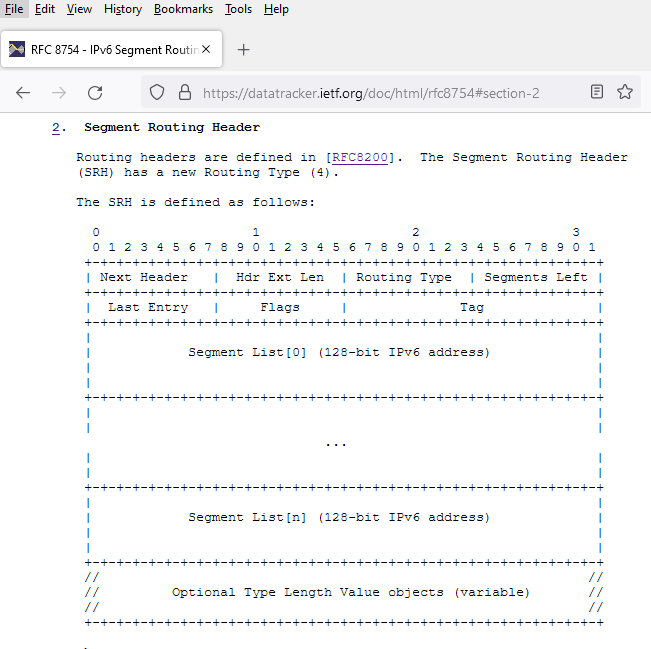 File Edit View History Bookmarks Tools Help
RFC 8754 - IPv6 Segment Routin
https://datatracker.ietf.org/doc/html/rfc8754#section-2
2. Segment Routing Header
Routing headers are defined in [RFC8200]. The Segment Routing Header
(SRH) has a new Routing Type (4).
The SRH is defined as follows:
0 1 2 3
0 1 2 3 4 5 6 7 8 9 0 1 2 3 4 5 6 7 8 9 0 1 2 3 4 5 6 7 8 9 0 1
+-+-+-+-+-+-+-+-+-+-+-+-+-+-+-+-+-+-+-+-+-+-+-+-+-+-+-+-+-+-+-+-+
| Next Header | Hdr Ext Len | Routing Type | Segments Left |
+-+-+-+-+-+-+-+-+-+-+-+-+-+-+-+-+-+-+-+-+-+-+-+-+-+-+-+-+-+-+-+-+
| Last Entry | Flags | Tag |
+-+-+-+-+-+-+-+-+-+-+-+-+-+-+-+-+-+-+-+-+-+-+-+-+-+-+-+-+-+-+-+-+
| |
| Segment List[0] (128-bit IPv6 address) |
| |
| |
+-+-+-+-+-+-+-+-+-+-+-+-+-+-+-+-+-+-+-+-+-+-+-+-+-+-+-+-+-+-+-+-+
| |
| |
...
| |
| |
+-+-+-+-+-+-+-+-+-+-+-+-+-+-+-+-+-+-+-+-+-+-+-+-+-+-+-+-+-+-+-+-+
| |
| Segment List[n] (128-bit IPv6 address) |
| |
| |
+-+-+-+-+-+-+-+-+-+-+-+-+-+-+-+-+-+-+-+-+-+-+-+-+-+-+-+-+-+-+-+-+
// //
// Optional Type Length Value objects (variable) //
// //
+-+-+-+-+-+-+-+-+-+-+-+-+-+-+-+-+-+-+-+-+-+-+-+-+-+-+-+-+-+-+-+-+